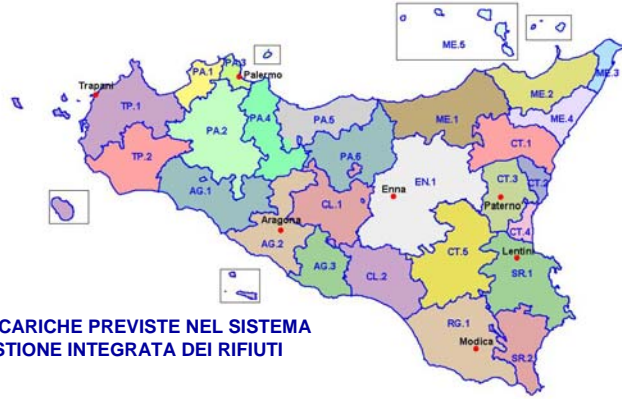 ME.5
PA.3
PA.1
Palermo
ME.3
Trapani
ME.2
TP.1
PA.4
PA.5
ME.1
ME.4
PA.2
CT.1
TP.2
PA.6
EN.1
CT.3
CT.2
AG.1
Enna
Paterno
CL.1
Aragona
CT.4
AG.2
Lentini
AG.3
CT.5
SR.1
CL.2
CARICHE PREVISTE NEL SISTEMA
STIONE INTEGRATA DEI RIFIUTI
RG.1
Modica
SR.2